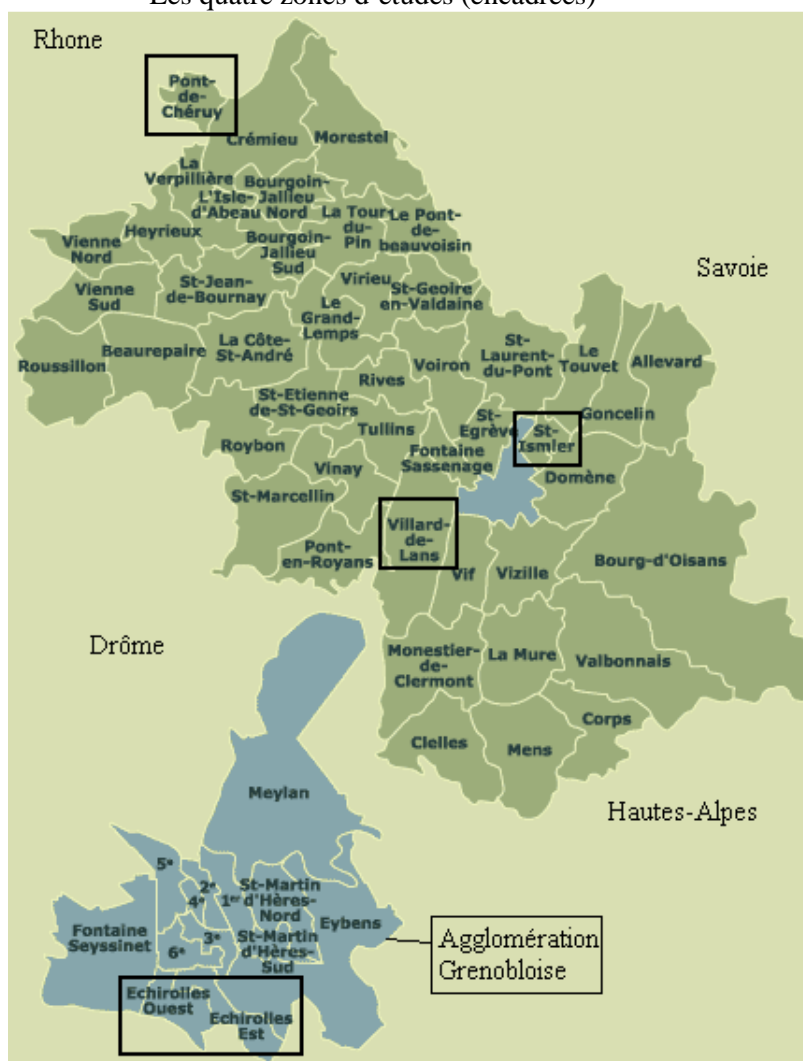 Les quatre zones d'études (encadrées)
Rhone
Pont-
de-
Chéruy
Crémieu
Morestel
La
Verpillière
Bourgoin-
Jallieu
Nord
L'Isle-
d'Abeau
La Tour
du-
Pin
Le Pont-
de-
beauvoisin
Heyrieux
Vienne
Nord
Bourgoin-
Jallieu
Sud
Savoie
Vienne
Sud
St-Jean-
de-Bournay
Virieu
St-Geoire
en-Valdaine
Le
Grand-
Lemps
Roussillon
Beaurepaire
La Côte-
St-André
Voiron
St-
Laurent-
du-Pont
Le
Touvet
Allevard
Rives
St-Etienne
de-St-Geoirs
St-
Egrève
St-
Ismier
Goncelin
Tullins
Roybon
Vinay
Fontaine
Sassenage
Domène
St-Marcellin
Villard-
de-
Lans
Pont-
en-Royans
Vif
Vizille
Bourg-d'Oisans
Drôme
Monestier-
de-
Clermont
La Mure
Valbonnais
Corps
Clelles
Mens
Hautes-Alpes
Meylan
5e
2e
4e
1er
St-Martin
d'Hères-
Nord
Eybens
Fontaine
Seyssinet
3e
6e
St-Martin
d'Hères-
Sud
Agglomération
Grenobloise
Echirolles
Ouest
Echirolles
Est